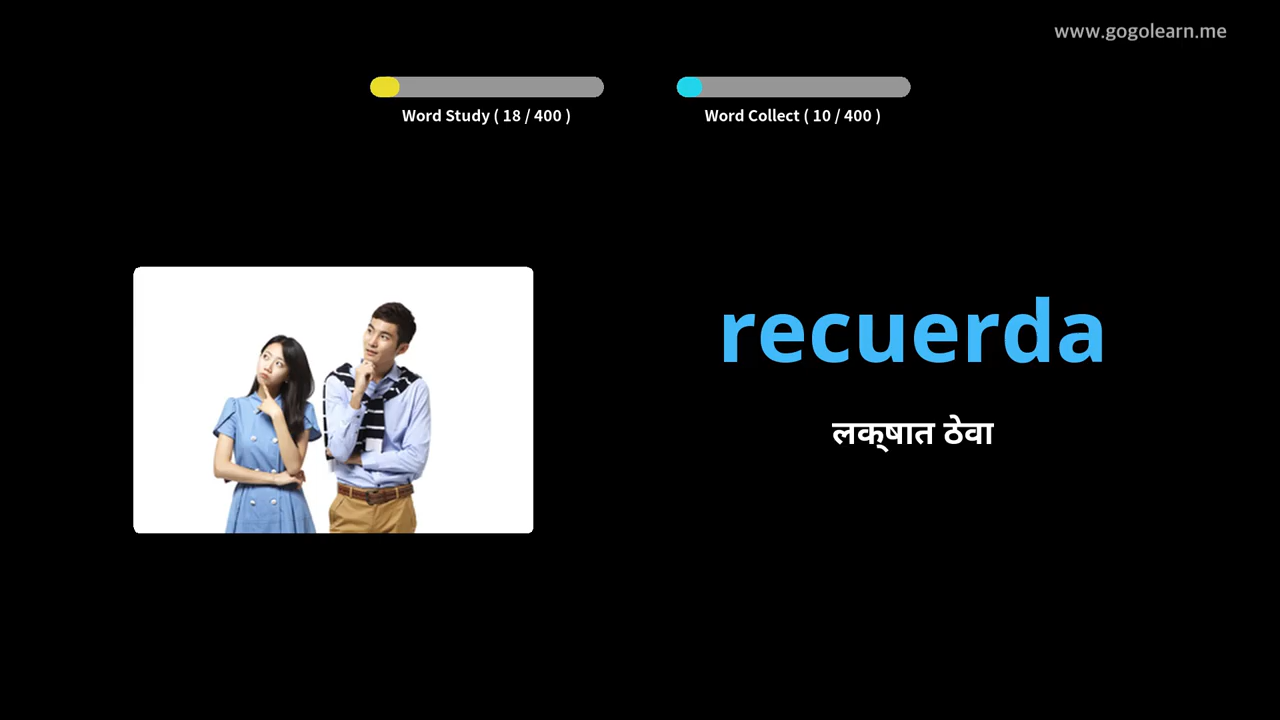 www.gogolearn.me
Word Study ( 18 / 400 )
Word Collect ( 10 / 400 )
recuerda
लक्षात ठेवा